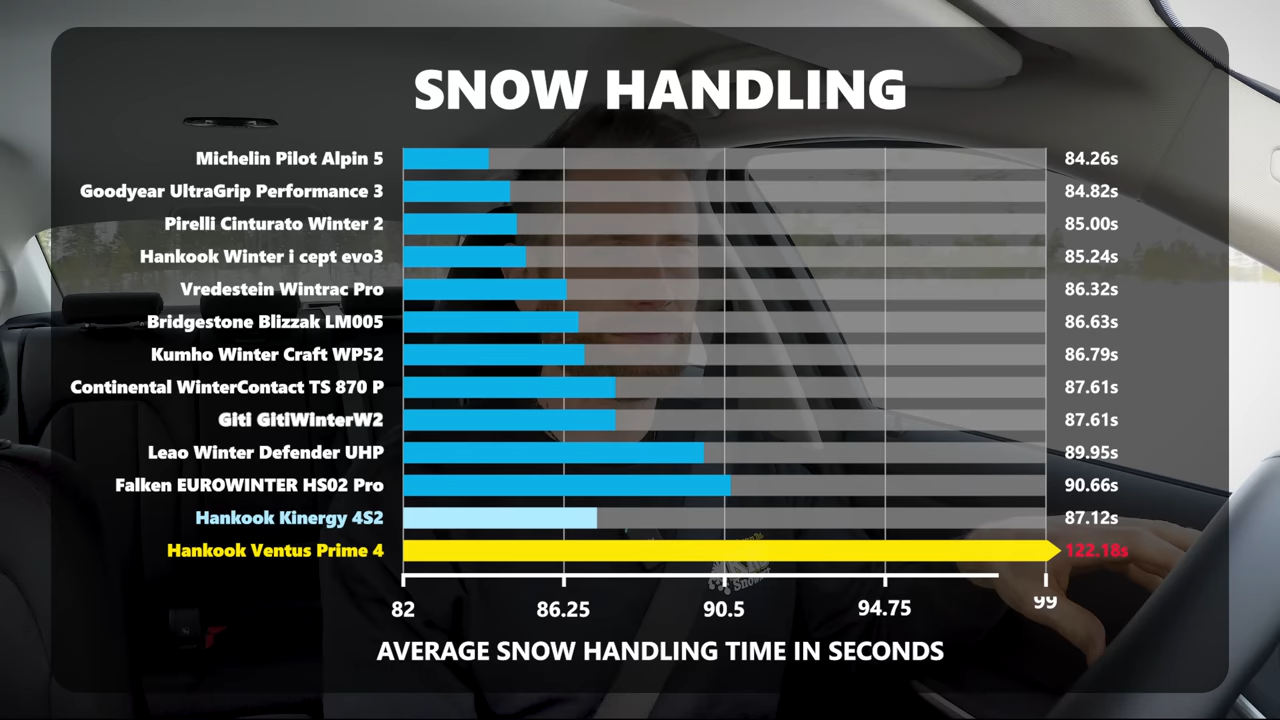 SNOW HANDLING
Michelin Pilot Alpin 5 84.26s
Goodyear UltraGrip Performance 3 84.82s
Pirelli Cinturato Winter 2 85.00s
Hankook Winter i cept evo3 85.24s
Vredestein Wintrac Pro 86.32s
Bridgestone Blizzak LM005 86.63s
Kumho Winter Craft WP52 86.79s
Continental WinterContact TS 870 P 87.61s
Giti GitiWinterW2 87.61s
Leao Winter Defender UHP 89.95s
Falken EUROWINTER HS02 Pro 90.66s
Hankook Kinergy 4S2 87.12s
Hankook Ventus Prime 4 122.18s
82 86.25 90.5 94.75 99
AVERAGE SNOW HANDLING TIME IN SECONDS